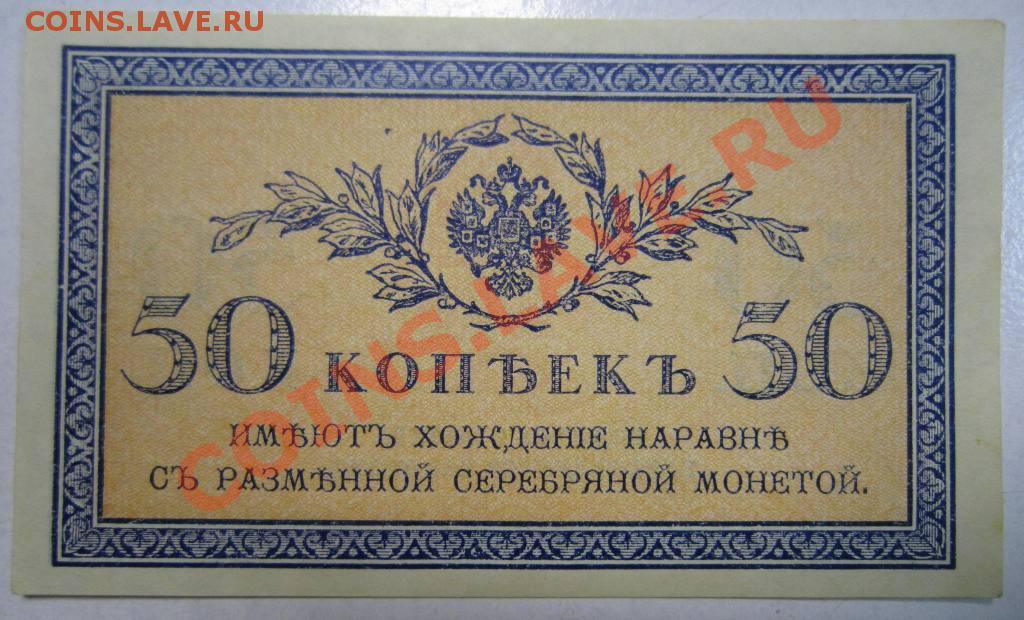 COINS.LAVE.RU
COINS.LAVE.RU
50 КОПѢЕКЪ 50
ИМѢЮТЪ ХОЖДЕНІЕ НАРАВНѢ
СЪ РАЗМѢННОЙ СЕРЕБРЯНОЙ МОНЕТОЙ.